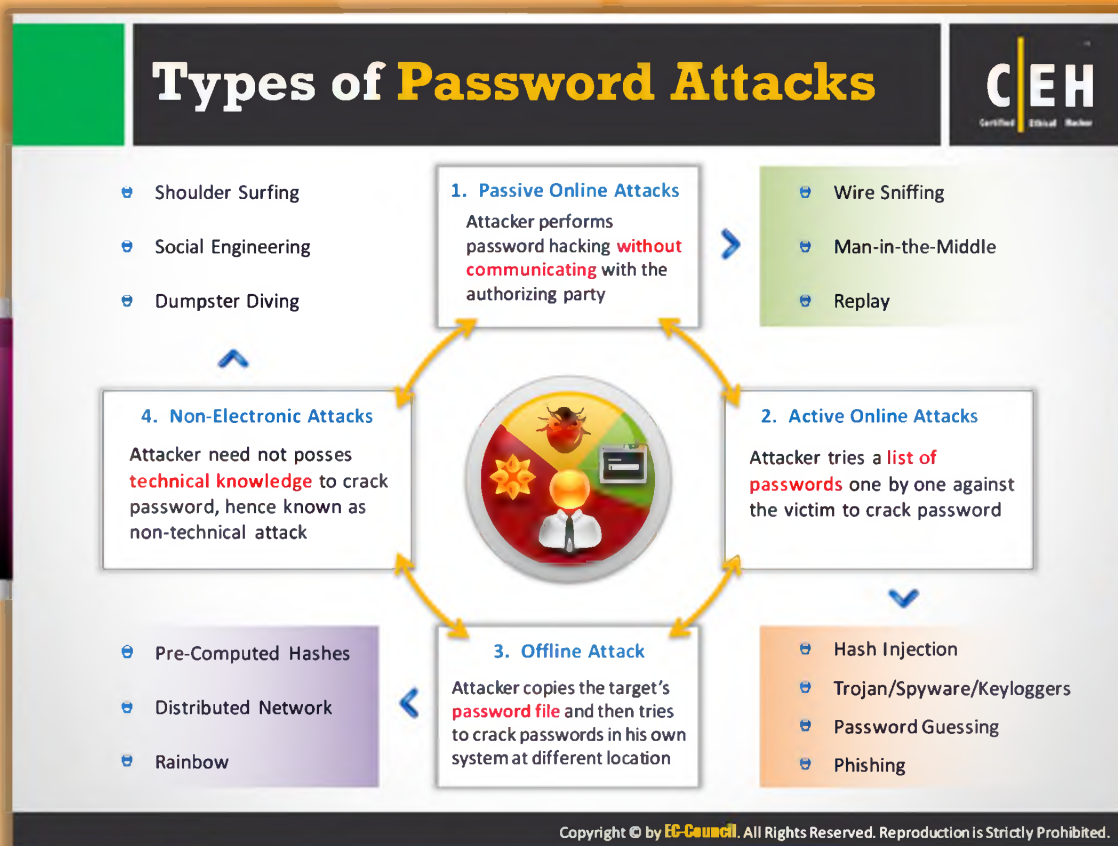 Types of Password Attacks
C|EH
Certified Ethical Hacker
Shoulder Surfing
Social Engineering
Dumpster Diving
1. Passive Online Attacks
Attacker performs
password hacking without
communicating with the
authorizing party
Wire Sniffing
Man-in-the-Middle
Replay
4. Non-Electronic Attacks
Attacker need not posses
technical knowledge to crack
password, hence known as
non-technical attack
2. Active Online Attacks
Attacker tries a list of
passwords one by one against
the victim to crack password
Pre-Computed Hashes
Distributed Network
Rainbow
3. Offline Attack
Attacker copies the target's
password file and then tries
to crack passwords in his own
system at different location
Hash Injection
Trojan/Spyware/Keyloggers
Password Guessing
Phishing
Copyright © by EC-Council. All Rights Reserved. Reproduction is Strictly Prohibited.